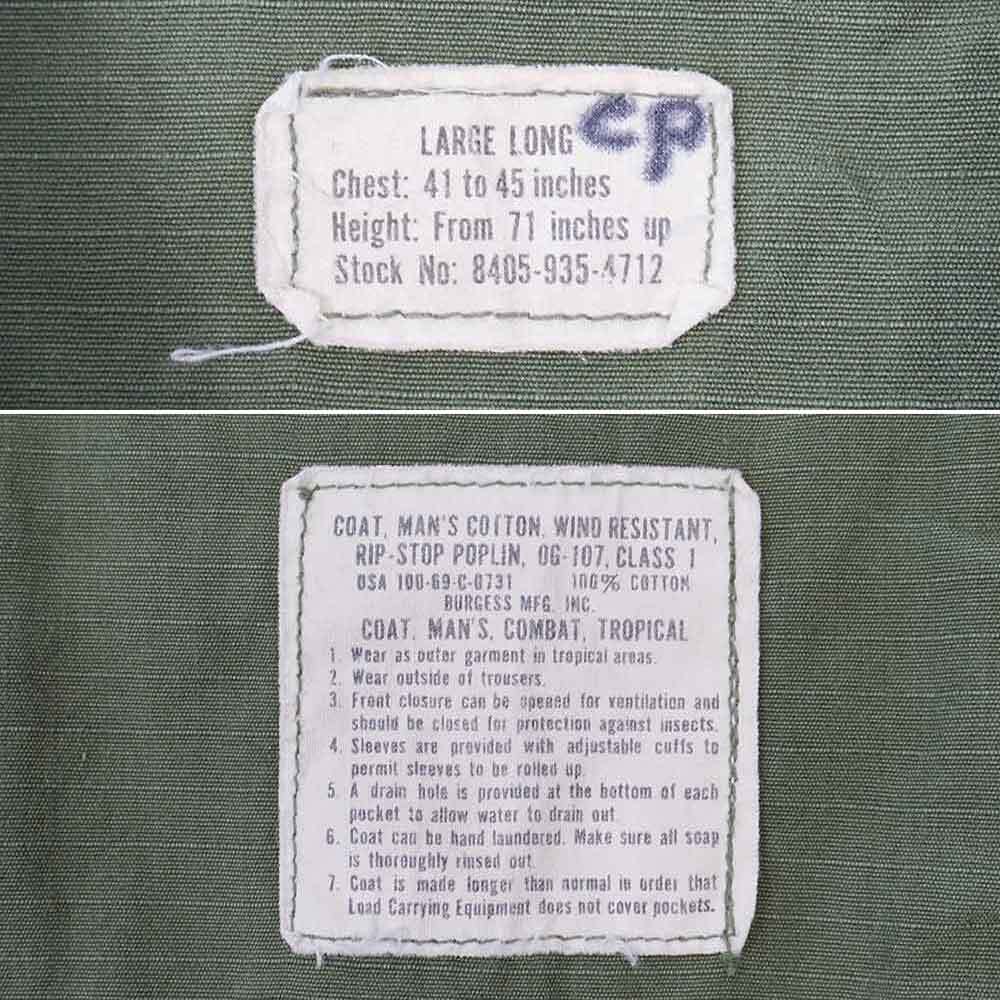 LARGE LONG cp
Chest: 41 to 45 inches
Height: From 71 inches up
Stock No: 8405-935-4712
COAT, MAN'S COTTON, WIND RESISTANT,
RIP-STOP POPLIN, OG-107, CLASS 1
DSA 100-69-C-0731 100% COTTON
BURGESS MFG. INC.
COAT, MAN'S, COMBAT, TROPICAL
1. Wear as outer garment in tropical areas.
2. Wear outside of trousers.
3. Front closure can be opened for ventilation and
should be closed for protection against insects.
4. Sleeves are provided with adjustable cuffs to
permit sleeves to be rolled up.
5. A drain hole is provided at the bottom of each
pocket to allow water to drain out.
6. Coat can be hand laundered. Make sure all soap
is thoroughly rinsed out.
7. Coat is made longer than normal in order that
Load Carrying Equipment does not cover pockets.